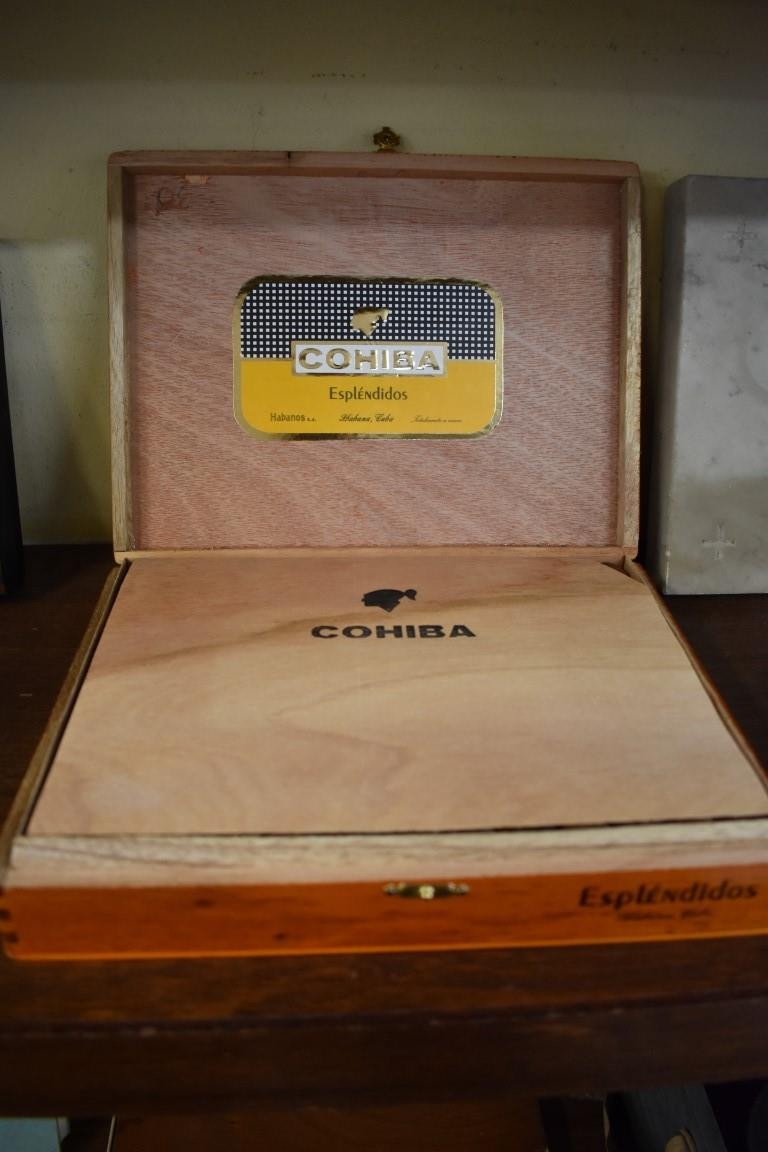 COHIBA
Espléndidos
Habanos s.a.
Habana, Cuba
COHIBA
Espléndidos